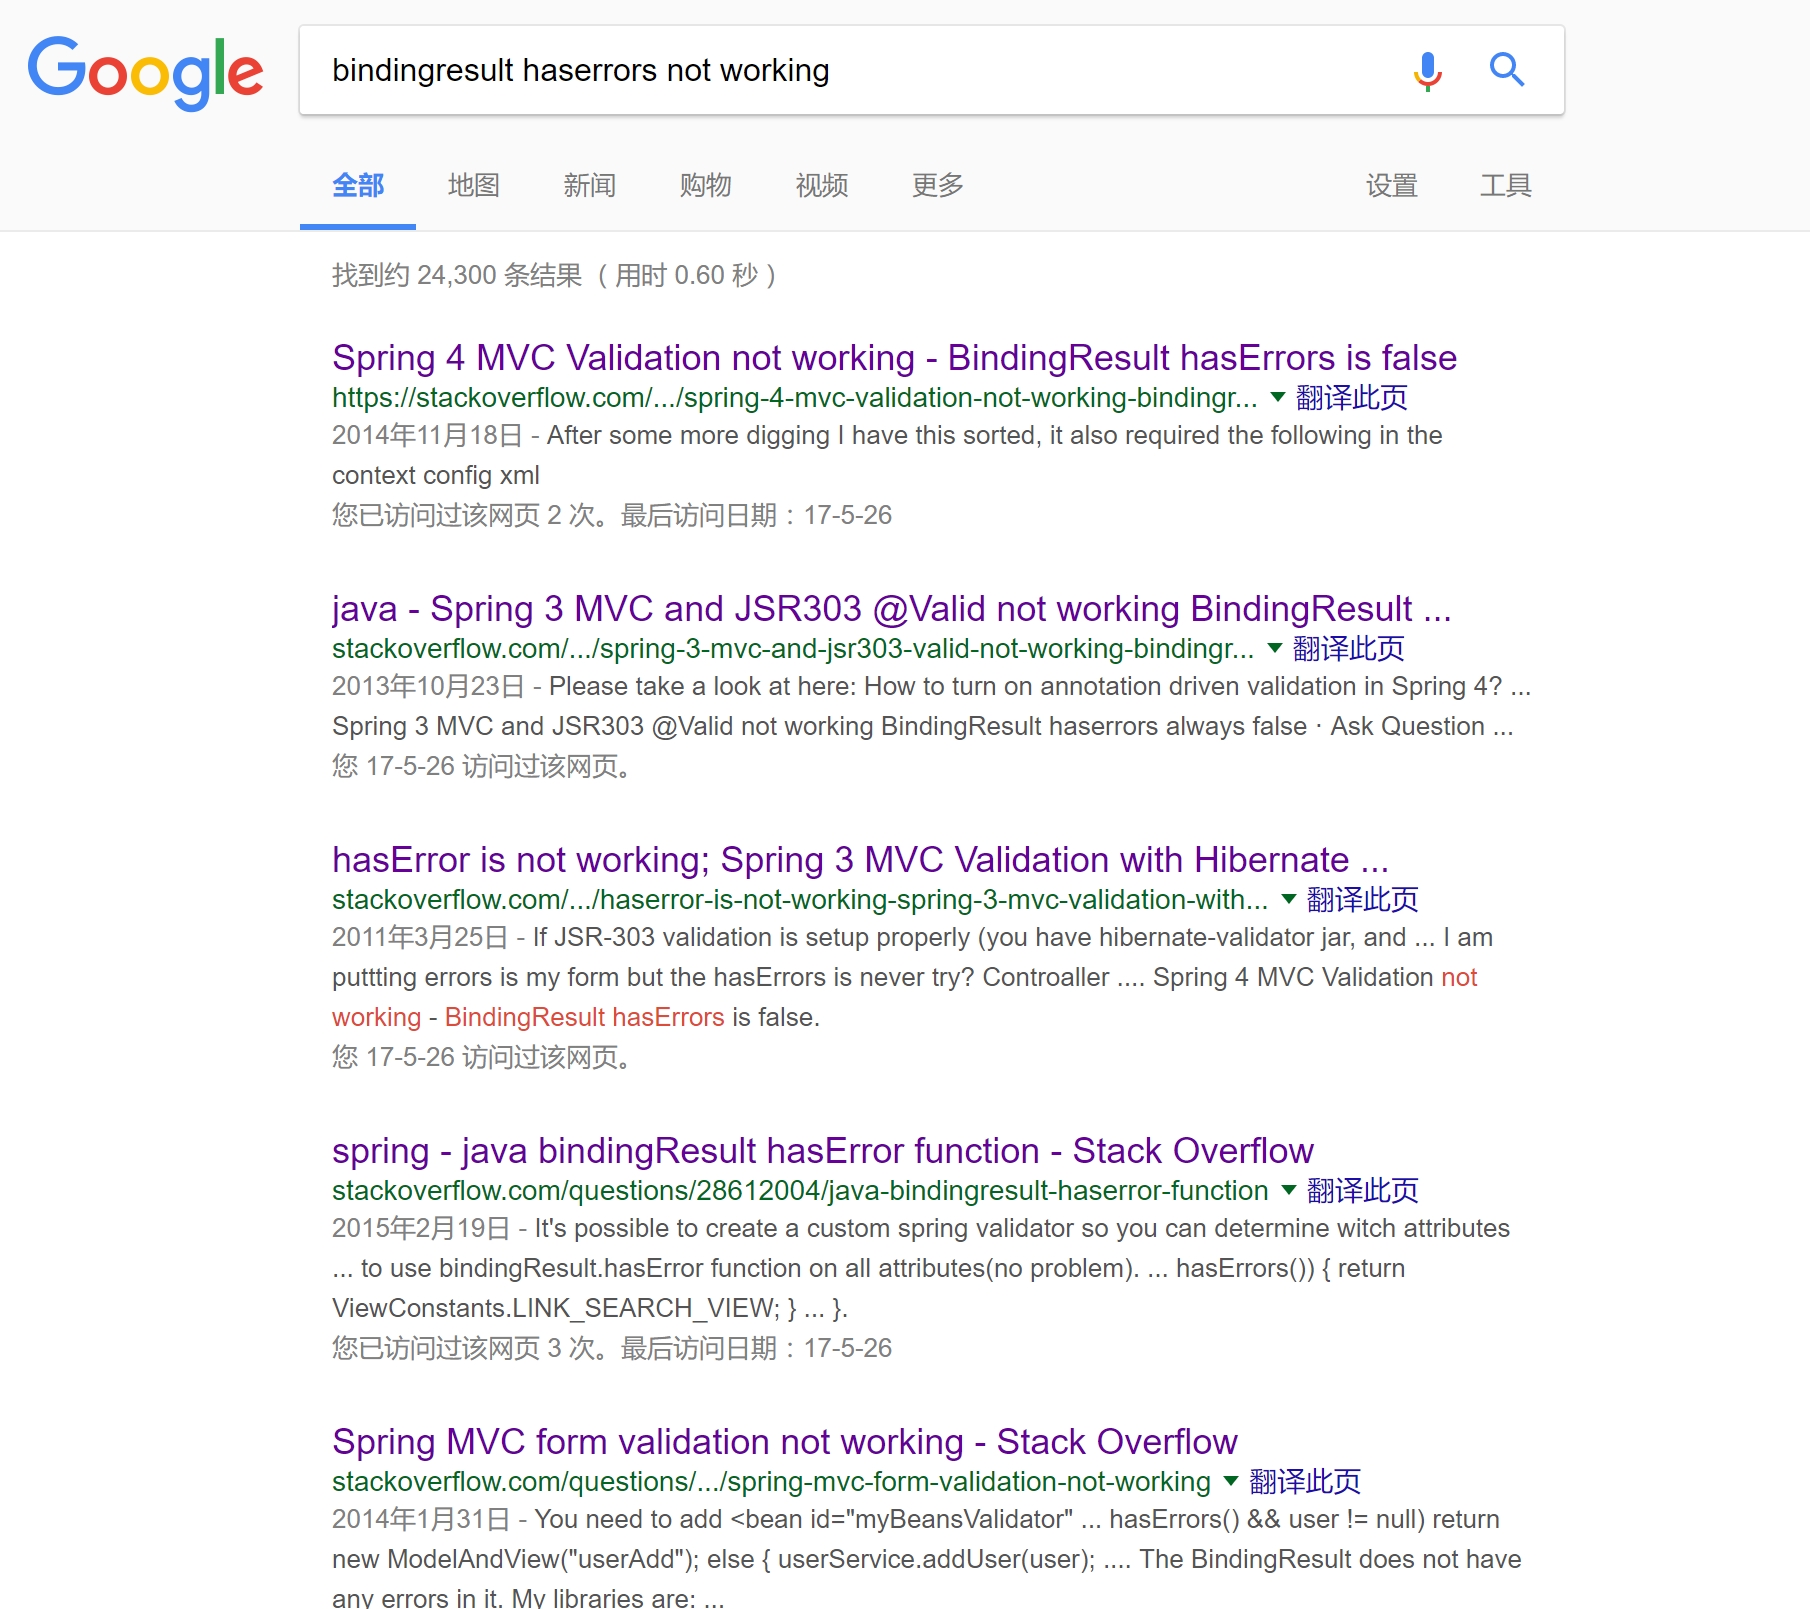 Google
bindingresult haserrors not working
全部 地图 新闻 购物 视频 更多 设置 工具
找到约 24,300 条结果 （用时 0.60 秒）
Spring 4 MVC Validation not working - BindingResult hasErrors is false
https://stackoverflow.com/.../spring-4-mvc-validation-not-working-bindingr... ▼ 翻译此页
2014年11月18日 - After some more digging I have this sorted, it also required the following in the
context config xml
您已访问过该网页 2 次。最后访问日期：17-5-26
java - Spring 3 MVC and JSR303 @Valid not working BindingResult ...
stackoverflow.com/.../spring-3-mvc-and-jsr303-valid-not-working-bindingr... ▼ 翻译此页
2013年10月23日 - Please take a look at here: How to turn on annotation driven validation in Spring 4? ...
Spring 3 MVC and JSR303 @Valid not working BindingResult haserrors always false · Ask Question ...
您 17-5-26 访问过该网页。
hasError is not working; Spring 3 MVC Validation with Hibernate ...
stackoverflow.com/.../haserror-is-not-working-spring-3-mvc-validation-with... ▼ 翻译此页
2011年3月25日 - If JSR-303 validation is setup properly (you have hibernate-validator jar, and ... I am
puttting errors is my form but the hasErrors is never try? Controaller .... Spring 4 MVC Validation not
working - BindingResult hasErrors is false.
您 17-5-26 访问过该网页。
spring - java bindingResult hasError function - Stack Overflow
stackoverflow.com/questions/28612004/java-bindingresult-haserror-function ▼ 翻译此页
2015年2月19日 - It's possible to create a custom spring validator so you can determine witch attributes
... to use bindingResult.hasError function on all attributes(no problem). ... hasErrors()) { return
ViewConstants.LINK_SEARCH_VIEW; } ... }.
您已访问过该网页 3 次。最后访问日期：17-5-26
Spring MVC form validation not working - Stack Overflow
stackoverflow.com/questions/.../spring-mvc-form-validation-not-working ▼ 翻译此页
2014年1月31日 - You need to add <bean id="myBeansValidator" ... hasErrors() && user != null) return
new ModelAndView("userAdd"); else { userService.addUser(user); .... The BindingResult does not have
any errors in it. My libraries are: ...